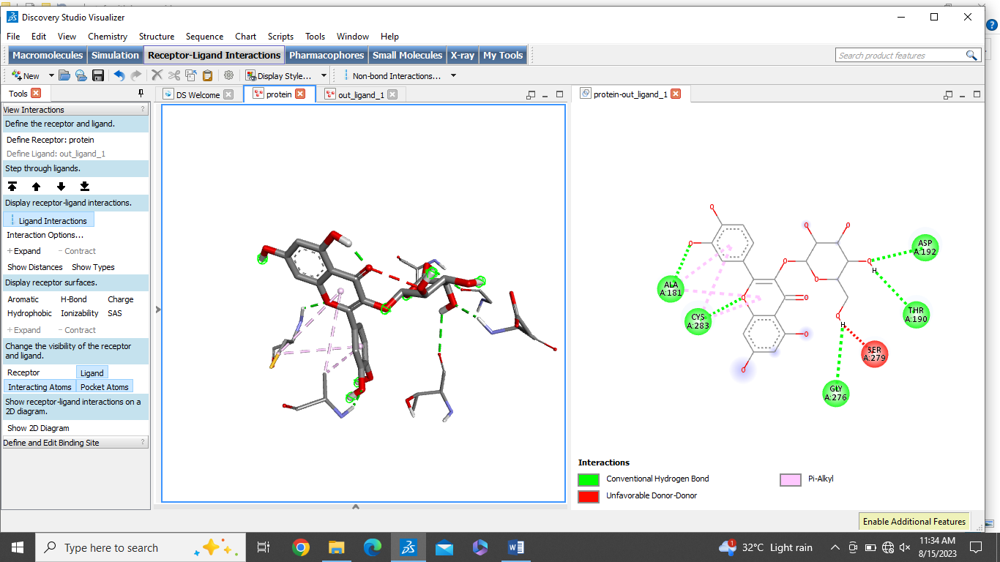 Discovery Studio Visualizer
File Edit View Chemistry Structure Sequence Chart Scripts Tools Window Help
Macromolecules Simulation Receptor-Ligand Interactions Pharmacophores Small Molecules X-ray My Tools
Search product features
New Display Style... Non-bond Interactions...
Tools
DS Welcome protein out_ligand_1
protein-out_ligand_1
View Interactions ?
Define the receptor and ligand.
Define Receptor: protein
Define Ligand: out_ligand_1
Step through ligands.
Display receptor-ligand interactions.
Ligand Interactions
Interaction Options...
+ Expand - Contract
Show Distances Show Types
Display receptor surfaces.
Aromatic H-Bond Charge
Hydrophobic Ionizability SAS
+ Expand - Contract
Change the visibility of the receptor
and ligand.
Receptor Ligand
Interacting Atoms Pocket Atoms
Show receptor-ligand interactions on a
2D diagram.
Show 2D Diagram
Define and Edit Binding Site ?
O
O
O
O
ASP
A:192
O
O
O
H
ALA
A:181
O
O
O
THR
A:190
CYS
A:283
O
H
O
SER
A:279
O
GLY
A:276
Interactions
Conventional Hydrogen Bond
Unfavorable Donor-Donor
Pi-Alkyl
Enable Additional Features
Type here to search
1
32°C Light rain
11:34 AM
8/15/2023